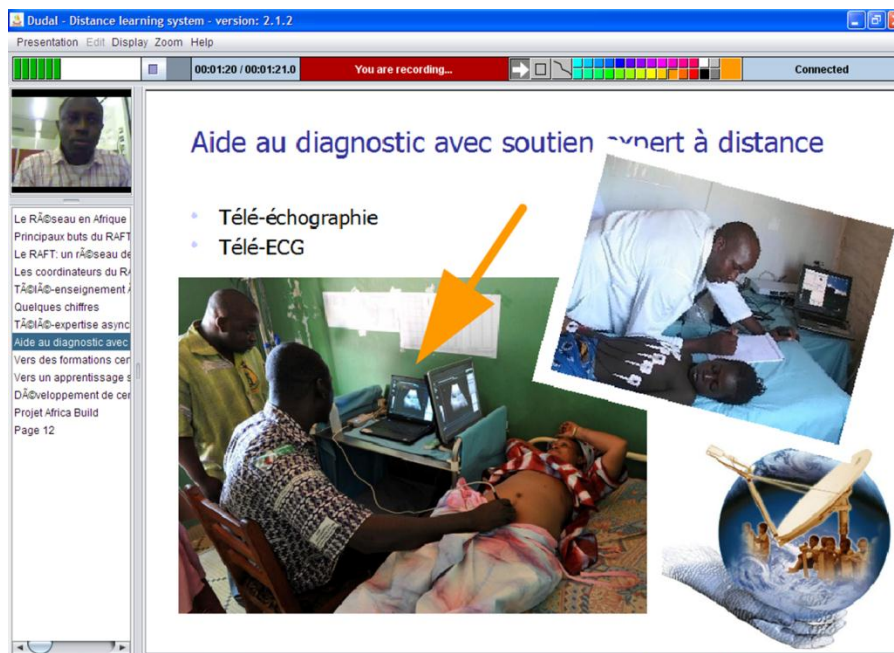 Dudal - Distance learning system - version: 2.1.2
Presentation Edit Display Zoom Help
00:01:20 / 00:01:21.0 You are recording... Connected
Aide au diagnostic avec soutien expert à distance
Télé-échographie
Télé-ECG
Le RÃ©seau en Afrique
Principaux buts du RAFT
Le RAFT: un rÃ©seau de
Les coordinateurs du RA
TÃ©lÃ©-enseignement Ã
Quelques chiffres
TÃ©lÃ©-expertise async
Aide au diagnostic avec
Vers des formations cer
Vers un apprentissage s
DÃ©veloppement de cer
Projet Africa Build
Page 12